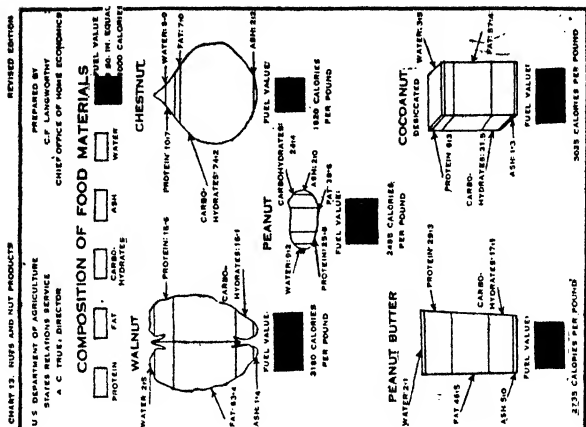 CHART 13. NUTS AND NUT PRODUCTS REVISED EDITION
U S DEPARTMENT OF AGRICULTURE
STATES RELATIONS SERVICE
A C TRUE: DIRECTOR
PREPARED BY
C.F. LANGWORTHY
CHIEF OFFICE OF HOME ECONOMICS
COMPOSITION OF FOOD MATERIALS
PROTEIN
FAT
CARBO-
HYDRATES
ASH
WATER
FUEL VALUE
SQ. IN. EQUAL
1000 CALORIES
WALNUT
WATER: 2·5
PROTEIN: 16·6
FAT: 63·4
CARBO-
HYDRATES: 16·1
ASH: 1·4
FUEL VALUE:
3180 CALORIES
PER POUND
CHESTNUT
WATER: 5·9
FAT: 7·0
PROTEIN: 10·7
CARBO-
HYDRATES: 74·2
ASH: 2·2
FUEL VALUE:
1820 CALORIES
PER POUND
PEANUT
CARBOHYDRATES:
24·4
ASH: 2·0
WATER: 9·2
PROTEIN: 25·8
FAT: 38·6
FUEL VALUE:
2485 CALORIES
PER POUND
PEANUT BUTTER
WATER: 2·1
PROTEIN 29·3
FAT 46·5
CARBO-
HYDRATES: 17·1
ASH 5·0
FUEL VALUE:
2735 CALORIES PER POUND
COCOANUT
DESICCATED
WATER: 3·5
FAT: 57·4
PROTEIN 6·3
CARBO-
HYDRATES: 31·5
ASH: 1·3
FUEL VALUE:
3035 CALORIES PER POUND